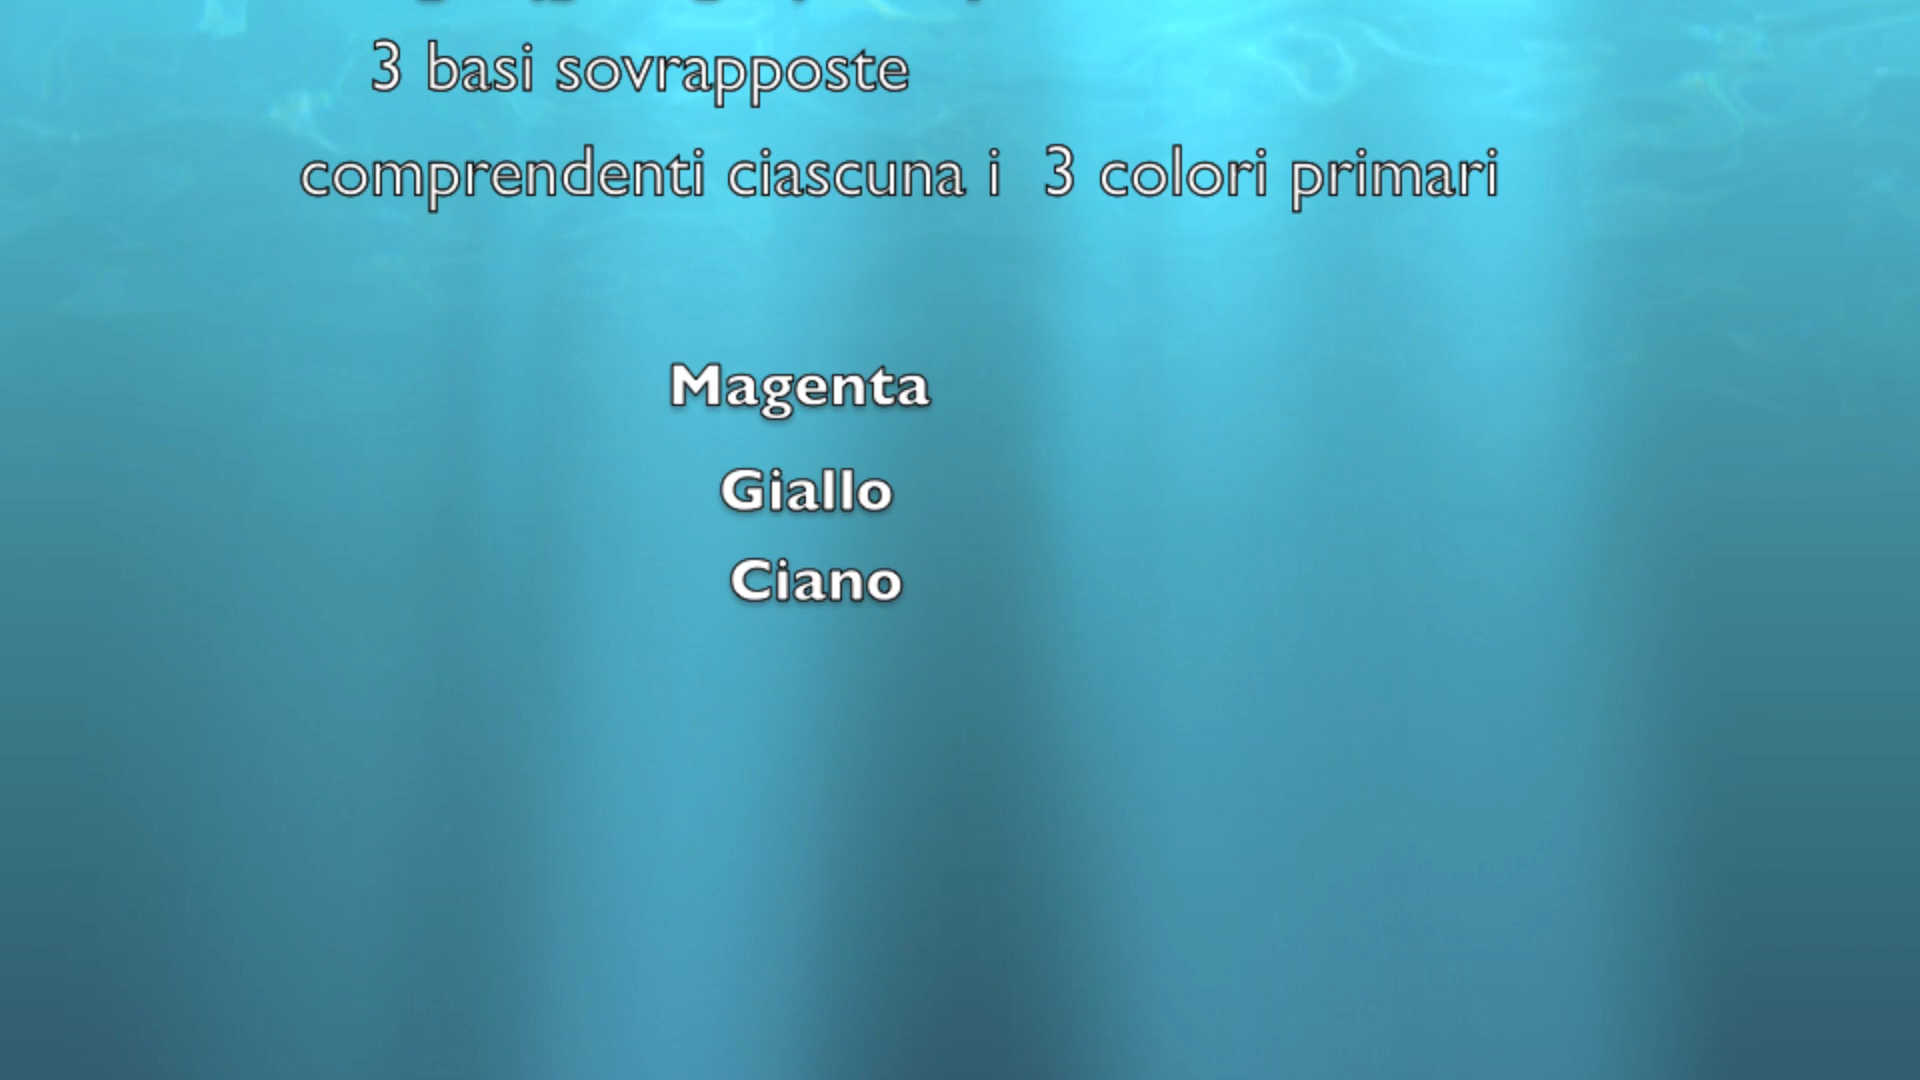 3 basi sovrapposte
comprendenti ciascuna i 3 colori primari
Magenta
Giallo
Ciano